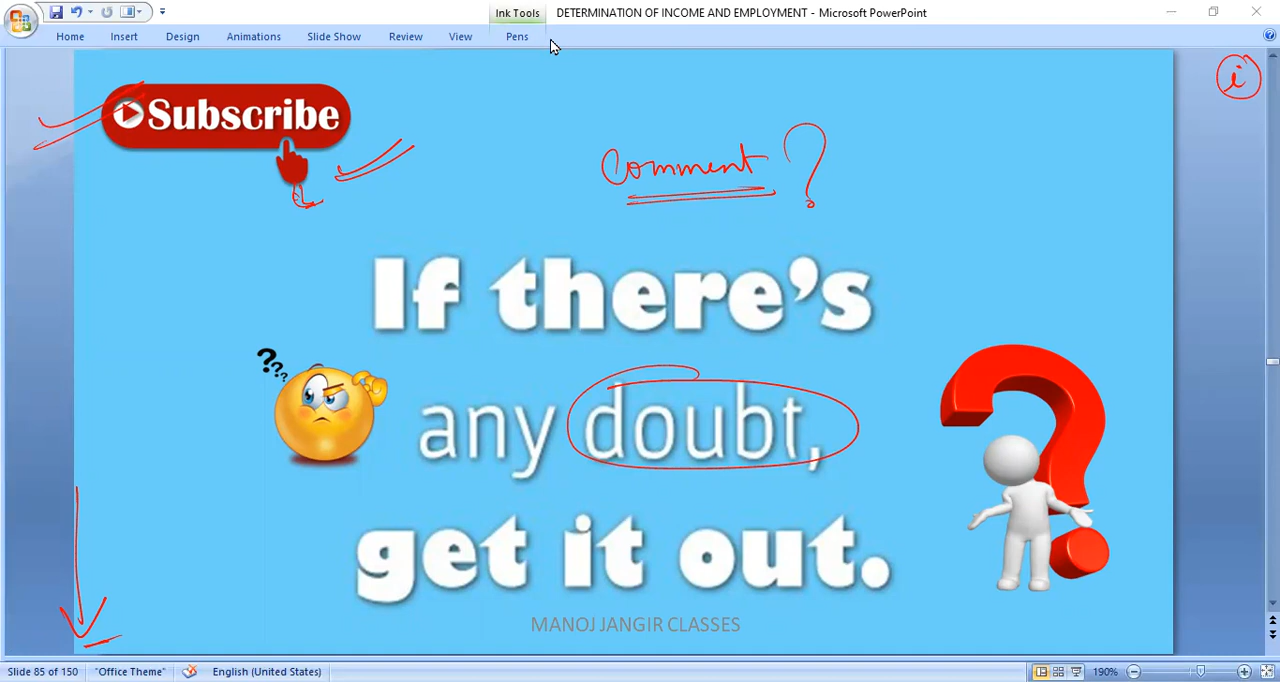 Ink Tools
DETERMINATION OF INCOME AND EMPLOYMENT - Microsoft PowerPoint
Home Insert Design Animations Slide Show Review View Pens
i
Subscribe
Comment ?
If there's
???
any doubt,
get it out.
MANOJ JANGIR CLASSES
Slide 85 of 150 "Office Theme" English (United States) 190%